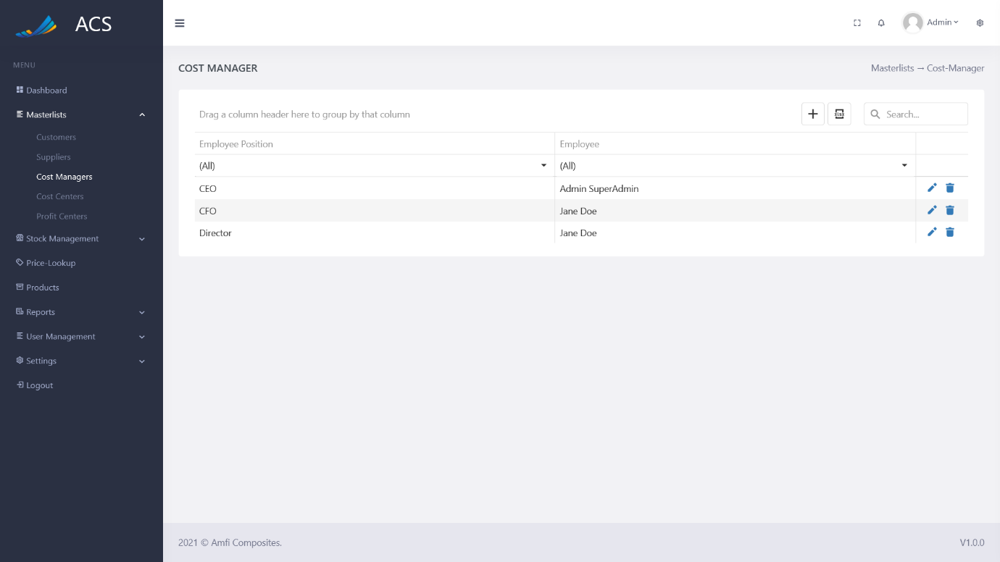 ACS
Admin
MENU
Dashboard
Masterlists
Customers
Suppliers
Cost Managers
Cost Centers
Profit Centers
Stock Management
Price-Lookup
Products
Reports
User Management
Settings
Logout
COST MANAGER
Masterlists → Cost-Manager
Drag a column header here to group by that column
XLSX
Search...
Employee Position Employee
(All) (All)
CEO Admin SuperAdmin
CFO Jane Doe
Director Jane Doe
2021 © Amfi Composites.
V1.0.0